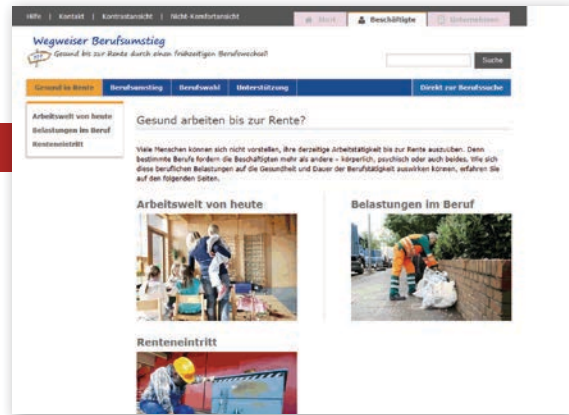 Hilfe | Kontakt | Kontrastansicht | Nicht-Komfortansicht
Start
Beschäftigte
Unternehmen
Wegweiser Berufsumstieg
Gesund bis zur Rente durch einen frühzeitigen Berufswechsel!
Suche
Gesund in Rente
Berufsumstieg
Berufswahl
Unterstützung
Direkt zur Berufssuche
Arbeitswelt von heute
Belastungen im Beruf
Renteneintritt
Gesund arbeiten bis zur Rente?
Viele Menschen können sich nicht vorstellen, ihre derzeitige Arbeitstätigkeit bis zur Rente auszuüben. Denn
bestimmte Berufe fordern die Beschäftigten mehr als andere – körperlich, psychisch oder auch beides. Wie sich
diese beruflichen Belastungen auf die Gesundheit und Dauer der Berufstätigkeit auswirken können, erfahren Sie
auf den folgenden Seiten.
Arbeitswelt von heute
Belastungen im Beruf
Renteneintritt